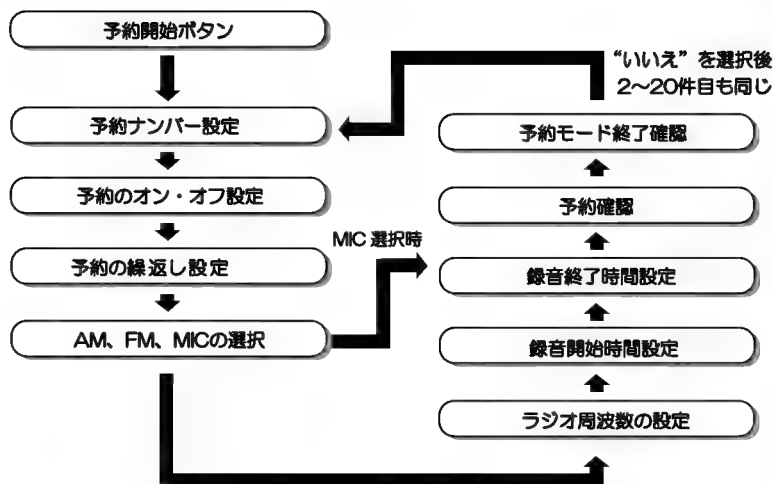 予約開始ボタン
予約ナンバー設定
予約のオン・オフ設定
予約の繰返し設定
AM、FM、MICの選択
MIC 選択時
“いいえ”を選択後
2〜20件目も同じ
予約モード終了確認
予約確認
録音終了時間設定
録音開始時間設定
ラジオ周波数の設定